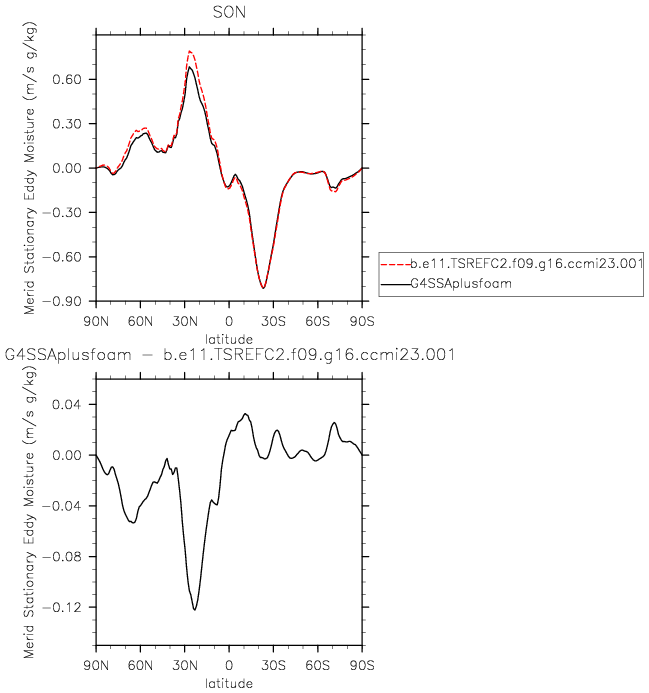 SON
Merid Stationary Eddy Moisture (m/s g/kg)
0.60
0.30
0.00
−0.30
−0.60
−0.90
90N 60N 30N 0 30S 60S 90S
latitude
b.e11.TSREFC2.f09.g16.ccmi23.001
G4SSAplusfoam
G4SSAplusfoam − b.e11.TSREFC2.f09.g16.ccmi23.001
Merid Stationary Eddy Moisture (m/s g/kg)
0.04
0.00
−0.04
−0.08
−0.12
90N 60N 30N 0 30S 60S 90S
latitude